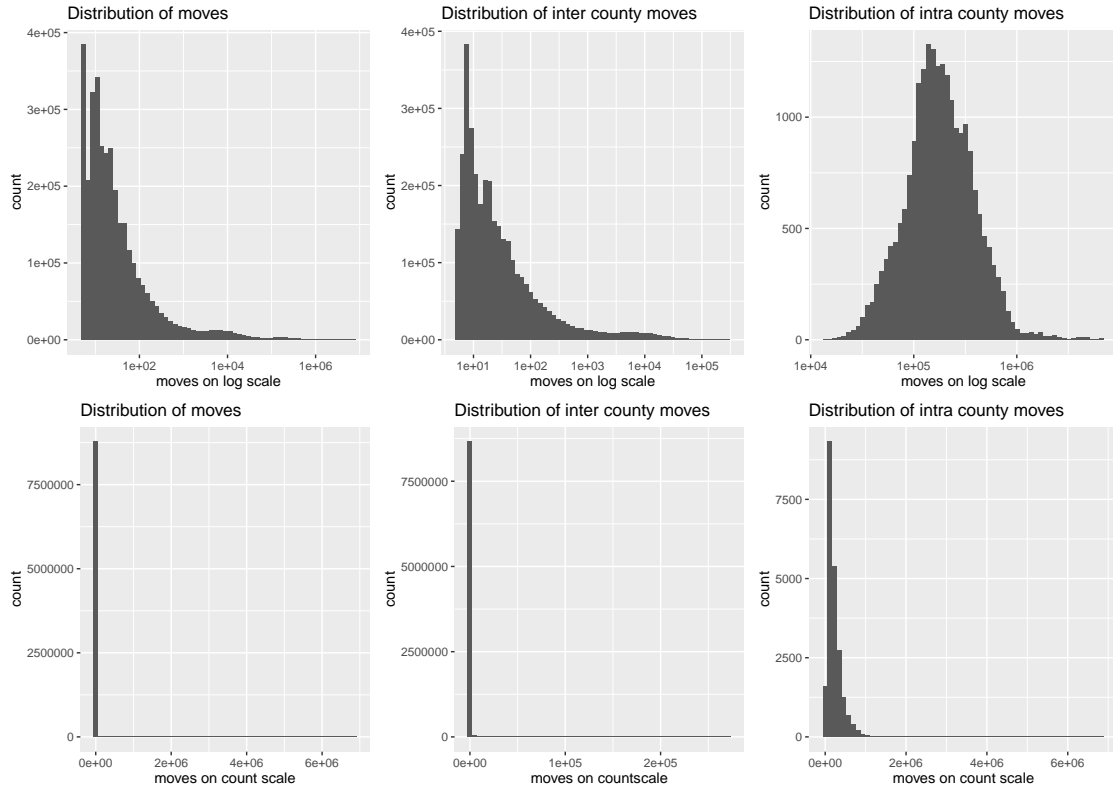 Distribution of moves
4e+05
3e+05
2e+05
1e+05
0e+00
count
1e+02
1e+04
1e+06
moves on log scale
Distribution of inter county moves
4e+05
3e+05
2e+05
1e+05
0e+00
count
1e+01
1e+02
1e+03
1e+04
1e+05
moves on log scale
Distribution of intra county moves
1000
500
0
count
1e+04
1e+05
1e+06
moves on log scale
Distribution of moves
7500000
5000000
2500000
0
count
0e+00
2e+06
4e+06
6e+06
moves on count scale
Distribution of inter county moves
7500000
5000000
2500000
0
count
0e+00
1e+05
2e+05
moves on countscale
Distribution of intra county moves
7500
5000
2500
0
count
0e+00
2e+06
4e+06
6e+06
moves on count scale